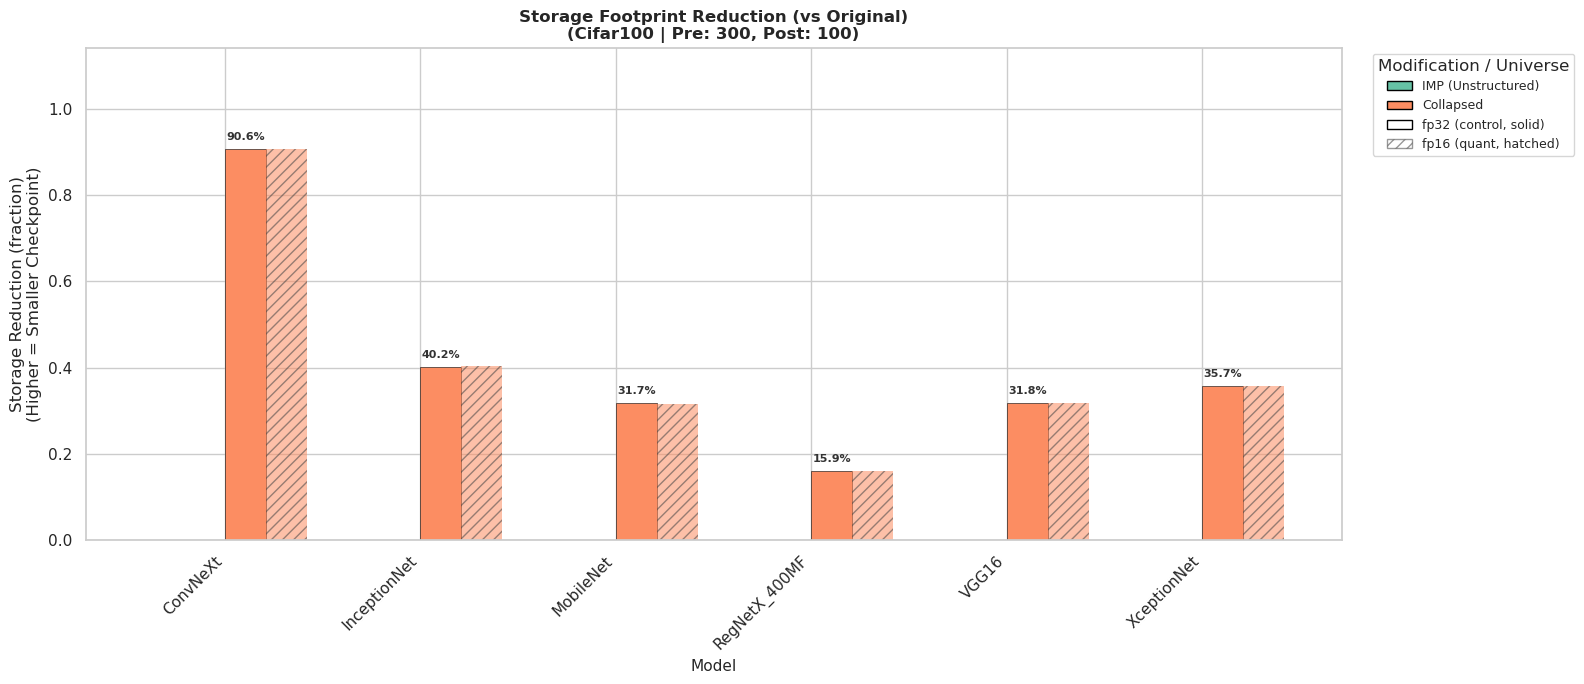 Storage Footprint Reduction (vs Original)
(Cifar100 | Pre: 300, Post: 100)
Storage Reduction (fraction)
(Higher = Smaller Checkpoint)
1.0
0.8
0.6
0.4
0.2
0.0
90.6%
40.2%
31.7%
15.9%
31.8%
35.7%
ConvNeXt
InceptionNet
MobileNet
RegNetX_400MF
VGG16
XceptionNet
Model
Modification / Universe
IMP (Unstructured)
Collapsed
fp32 (control, solid)
fp16 (quant, hatched)